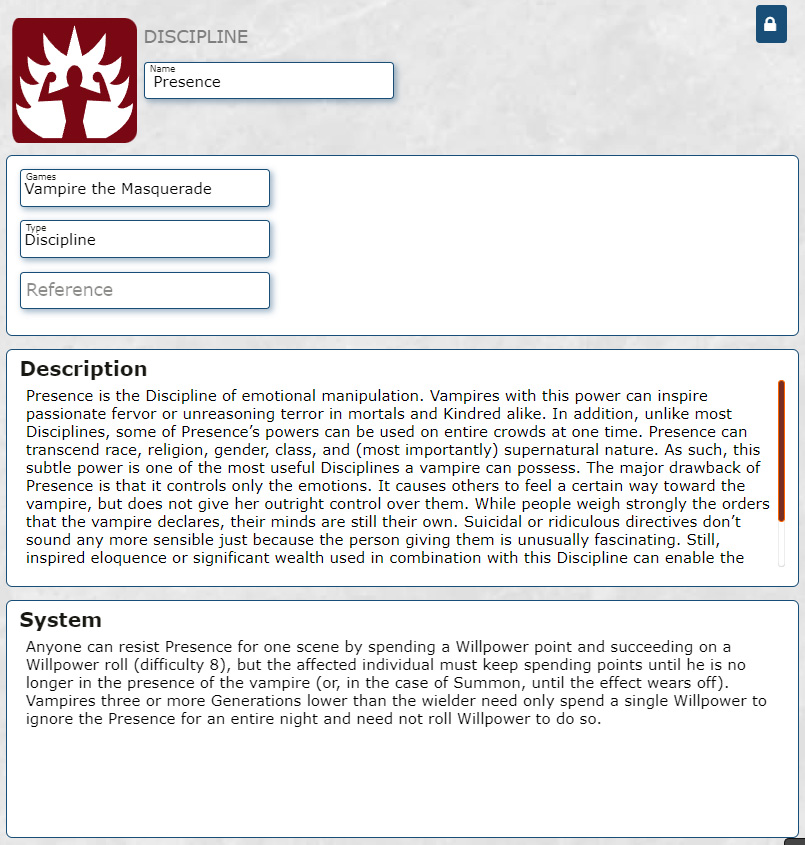 DISCIPLINE
Name
Presence
Games
Vampire the Masquerade
Type
Discipline
Reference
Description
Presence is the Discipline of emotional manipulation. Vampires with this power can inspire
passionate fervor or unreasoning terror in mortals and Kindred alike. In addition, unlike most
Disciplines, some of Presence’s powers can be used on entire crowds at one time. Presence can
transcend race, religion, gender, class, and (most importantly) supernatural nature. As such, this
subtle power is one of the most useful Disciplines a vampire can possess. The major drawback of
Presence is that it controls only the emotions. It causes others to feel a certain way toward the
vampire, but does not give her outright control over them. While people weigh strongly the orders
that the vampire declares, their minds are still their own. Suicidal or ridiculous directives don’t
sound any more sensible just because the person giving them is unusually fascinating. Still,
inspired eloquence or significant wealth used in combination with this Discipline can enable the
System
Anyone can resist Presence for one scene by spending a Willpower point and succeeding on a
Willpower roll (difficulty 8), but the affected individual must keep spending points until he is no
longer in the presence of the vampire (or, in the case of Summon, until the effect wears off).
Vampires three or more Generations lower than the wielder need only spend a single Willpower to
ignore the Presence for an entire night and need not roll Willpower to do so.